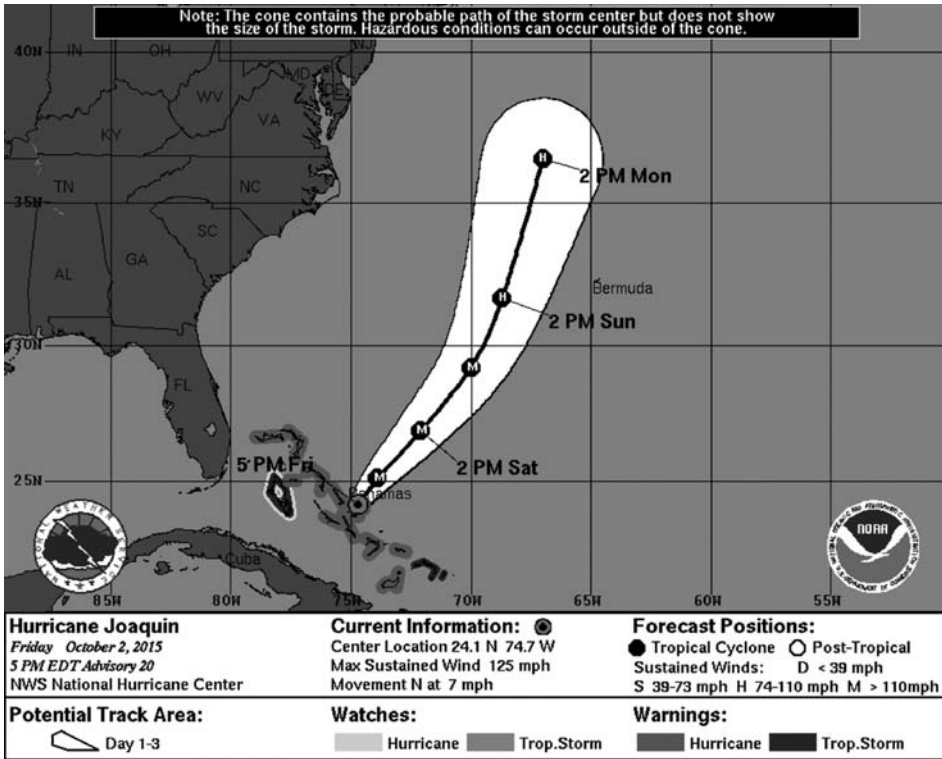 Note: The cone contains the probable path of the storm center but does not show
the size of the storm. Hazardous conditions can occur outside of the cone.
40N
IN
OH
NJ
MD
DE
WV
KY
VA
2 PM Mon
TN
NC
35N
SC
AL
GA
Bermuda
2 PM Sun
30N
FL
5 PM Fri
2 PM Sat
25N
Bahamas
NATIONAL WEATHER SERVICE
NOAA
Cuba
85W
80W
75W
70W
65W
60W
Hurricane Joaquin
Friday October 2, 2015
5 PM EDT Advisory 20
NWS National Hurricane Center
Current Information:
Center Location 24.1 N 74.7 W
Max Sustained Wind 125 mph
Movement N at 7 mph
Forecast Positions:
Tropical Cyclone Post-Tropical
Sustained Winds: D < 39 mph
S 39-73 mph H 74-110 mph M > 110mph
Potential Track Area:
Day 1-3
Watches:
Hurricane Trop.Storm
Warnings:
Hurricane Trop.Storm
H
H
M
M
M